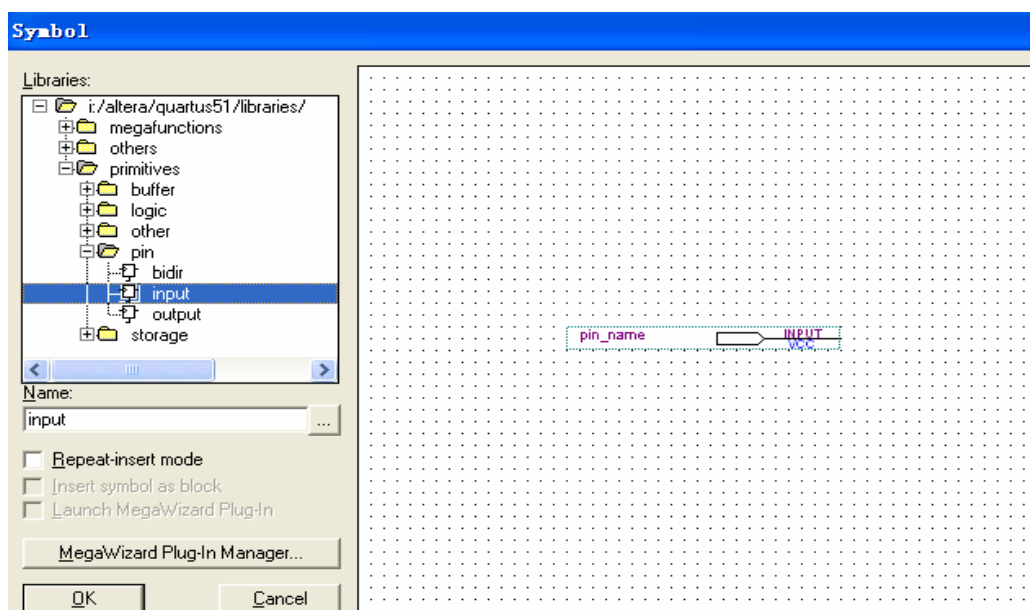 Symbol
Libraries:
i:/altera/quartus51/libraries/
megafunctions
others
primitives
buffer
logic
other
pin
bidir
input
output
storage
Name:
input
...
Repeat-insert mode
Insert symbol as block
Launch MegaWizard Plug-In
MegaWizard Plug-In Manager...
OK
Cancel
pin_name
INPUT
VCC